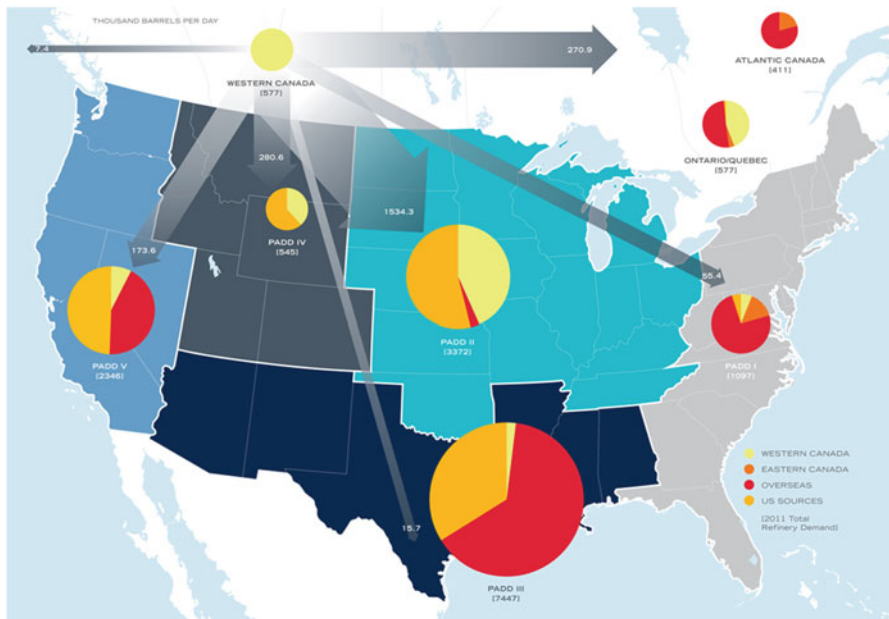 THOUSAND BARRELS PER DAY
7.4
270.9
WESTERN CANADA
[577]
ATLANTIC CANADA
[411]
ONTARIO/QUEBEC
[577]
280.6
1534.3
173.6
55.4
PADD IV
[545]
PADD V
[2346]
PADD II
[3372]
PADD I
[1097]
15.7
PADD III
[7447]
WESTERN CANADA
EASTERN CANADA
OVERSEAS
US SOURCES
[2011 Total
Refinery Demand]